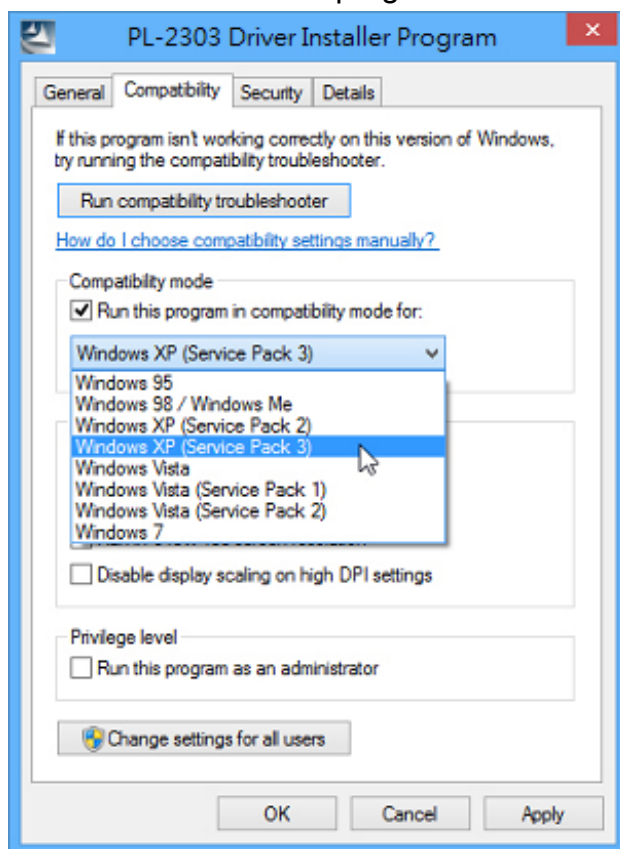 PL-2303 Driver Installer Program
General Compatibility Security Details
If this program isn't working correctly on this version of Windows,
try running the compatibility troubleshooter.
Run compatibility troubleshooter
How do I choose compatibility settings manually?
Compatibility mode
Run this program in compatibility mode for:
Windows XP (Service Pack 3)
Windows 95
Windows 98 / Windows Me
Windows XP (Service Pack 2)
Windows XP (Service Pack 3)
Windows Vista
Windows Vista (Service Pack 1)
Windows Vista (Service Pack 2)
Windows 7
Disable display scaling on high DPI settings
Privilege level
Run this program as an administrator
Change settings for all users
OK Cancel Apply